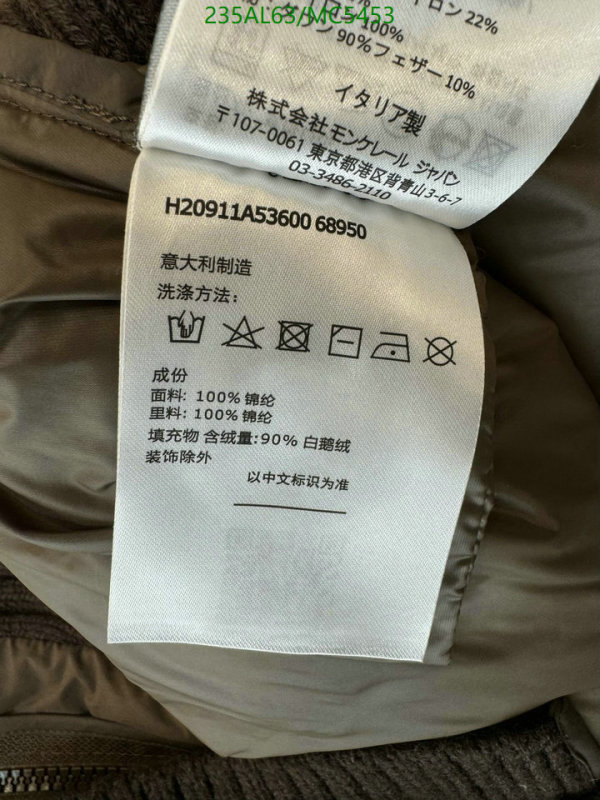 235AL63/MC5453
ロン 22%
100%
ダウン 90% フェザー 10%
イタリア製
株式会社モンクレール ジャパン
〒107-0061 東京都港区背青山3-6-7
03-3486-2110
H20911A53600 68950
意大利制造
洗涤方法:
成份
面料: 100% 锦纶
里料: 100% 锦纶
填充物 含绒量:90% 白鹅绒
装饰除外
以中文标识为准